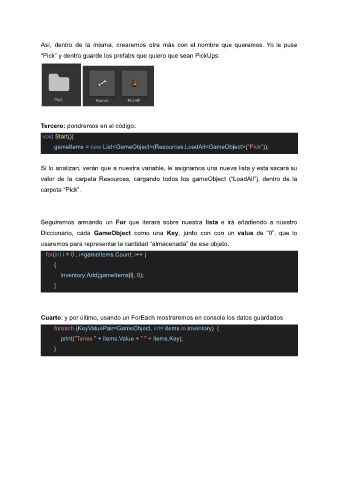 Así, dentro de la misma, crearemos otra más con el nombre que queramos. Yo le puse
"Pick" y dentro guarde los prefabs que quiero que sean PickUps:
Pick
Tercero: pondremos en el código:
void Start(){
gameItems = new List<GameObject>(Resources.LoadAll<GameObject>("Pick"));
Si lo analizan, verán que a nuestra variable, le asignamos una nueva lista y esta sacará su
valor de la carpeta Resources, cargando todos los gameObject ("LoadAll"), dentro de la
carpeta "Pick".
Seguiremos armando un For que iterara sobre nuestra lista e irá añadiendo a nuestro
Diccionario, cada GameObject como una Key, junto con con un value de "0", que lo
usaremos para representar la cantidad "almacenada" de ese objeto.
for(int i = 0 ; i<gameItems.Count; i++ )
{
inventory.Add(gameItems[i], 0);
}
Cuarto: y por último, usando un ForEach mostraremos en consola los datos guardados
foreach (KeyValuePair<GameObject, int> items in inventory) {
print("Tenes " + items.Value + " " + items.Key);
}